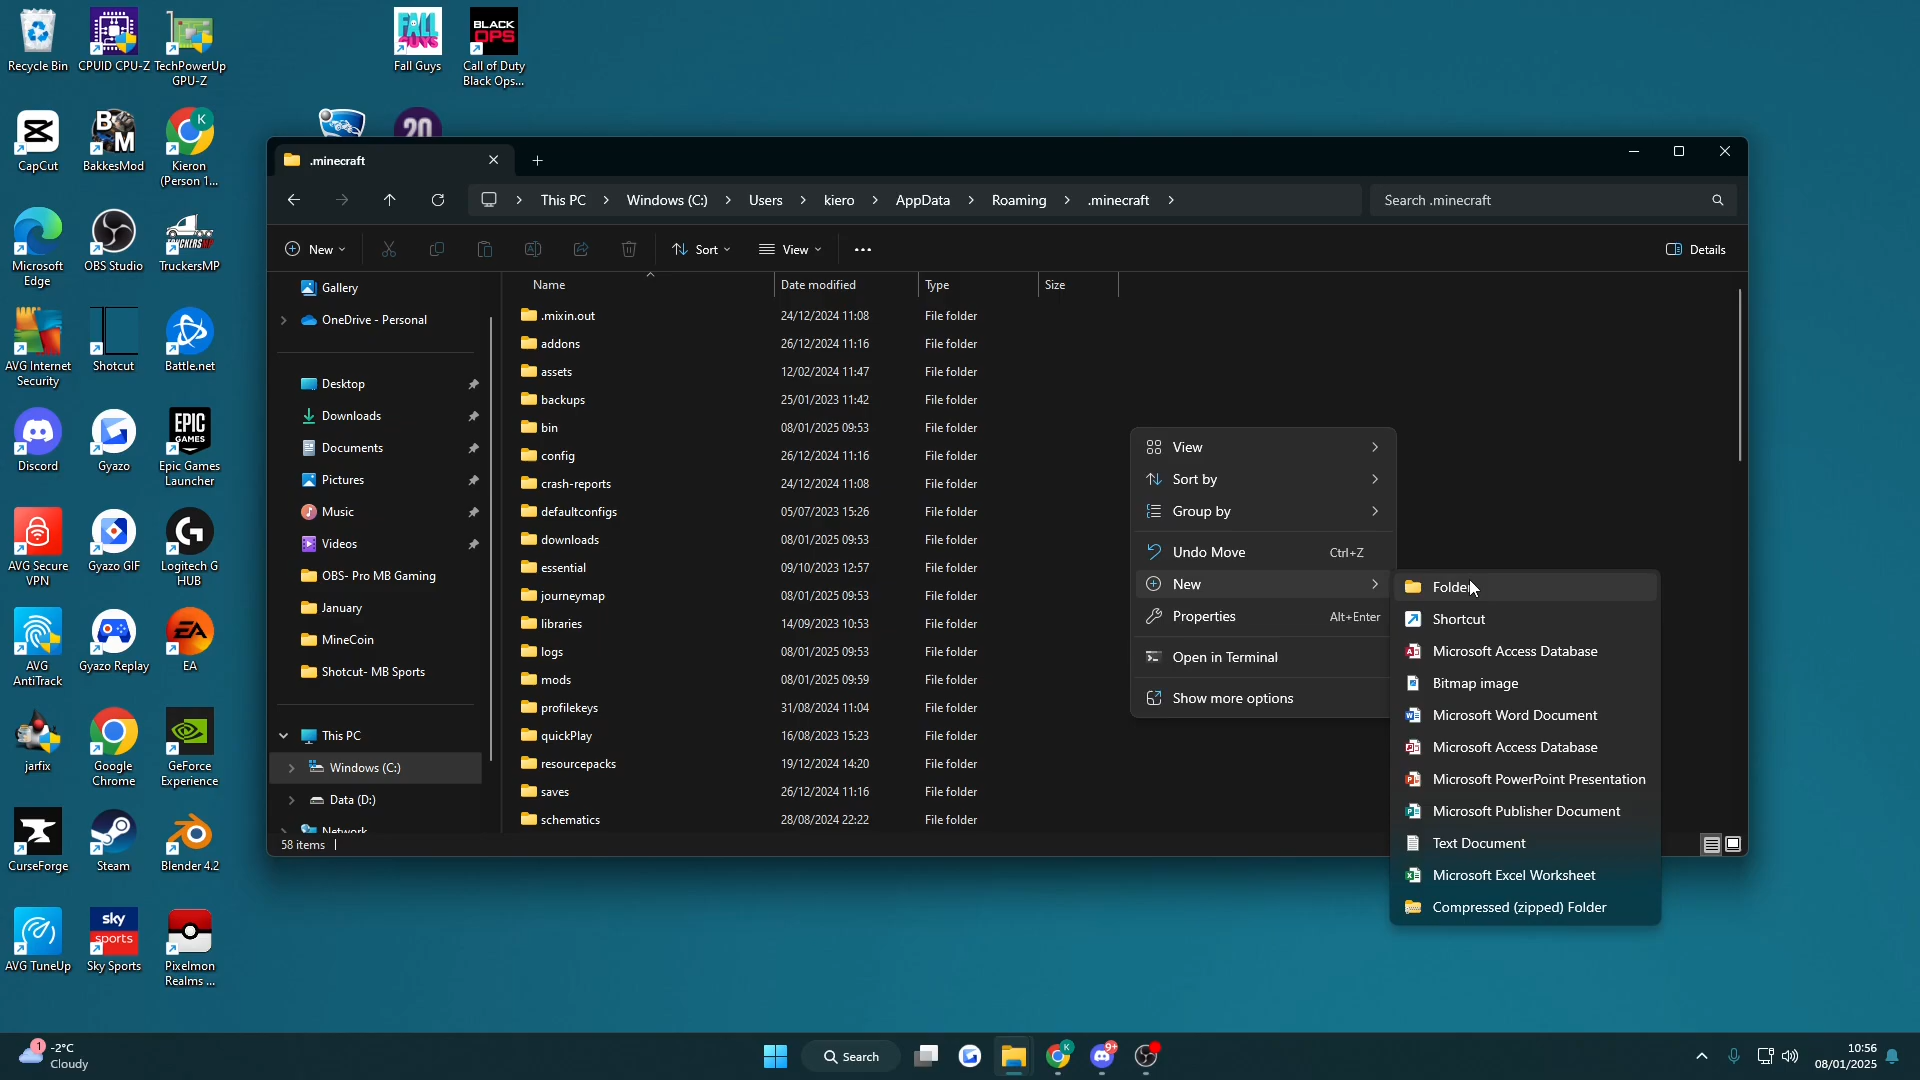 Recycle Bin
CPUID CPU-Z
TechPowerUp
GPU-Z
FALL
GUYS
Fall Guys
BLACK
OPS
Call of Duty
Black Ops...
20
CapCut
BakkesMod
Kieron
(Person 1...
Microsoft
Edge
OBS Studio
TruckersMP
AVG Internet
Security
Shotcut
Battle.net
Discord
Gyazo
EPIC
GAMES
Epic Games
Launcher
AVG Secure
VPN
Gyazo GIF
Logitech G
HUB
AVG
AntiTrack
Gyazo Replay
EA
jarfix
Google
Chrome
GeForce
Experience
CurseForge
Steam
Blender 4.2
AVG TuneUp
sky
sports
Sky Sports
Pixelmon
Realms ...
.minecraft
This PC > Windows (C:) > Users > kiero > AppData > Roaming > .minecraft >
Search .minecraft
New
Sort
View
Details
Gallery
OneDrive - Personal
Desktop
Downloads
Documents
Pictures
Music
Videos
OBS- Pro MB Gaming
January
MineCoin
Shotcut- MB Sports
This PC
Windows (C:)
Data (D:)
Network
Name Date modified Type Size
.mixin.out 24/12/2024 11:08 File folder
addons 26/12/2024 11:16 File folder
assets 12/02/2024 11:47 File folder
backups 25/01/2023 11:42 File folder
bin 08/01/2025 09:53 File folder
config 26/12/2024 11:16 File folder
crash-reports 24/12/2024 11:08 File folder
defaultconfigs 05/07/2023 15:26 File folder
downloads 08/01/2025 09:53 File folder
essential 09/10/2023 12:57 File folder
journeymap 08/01/2025 09:53 File folder
libraries 14/09/2023 10:53 File folder
logs 08/01/2025 09:53 File folder
mods 08/01/2025 09:59 File folder
profilekeys 31/08/2024 11:04 File folder
quickPlay 16/08/2023 15:23 File folder
resourcepacks 19/12/2024 14:20 File folder
saves 26/12/2024 11:16 File folder
schematics 28/08/2024 22:22 File folder
58 items
View
Sort by
Group by
Undo Move Ctrl+Z
New
Properties Alt+Enter
Open in Terminal
Show more options
Folder
Shortcut
Microsoft Access Database
Bitmap image
Microsoft Word Document
Microsoft Access Database
Microsoft PowerPoint Presentation
Microsoft Publisher Document
Text Document
Microsoft Excel Worksheet
Compressed (zipped) Folder
1
-2°C
Cloudy
Search
K
9+
10:56
08/01/2025